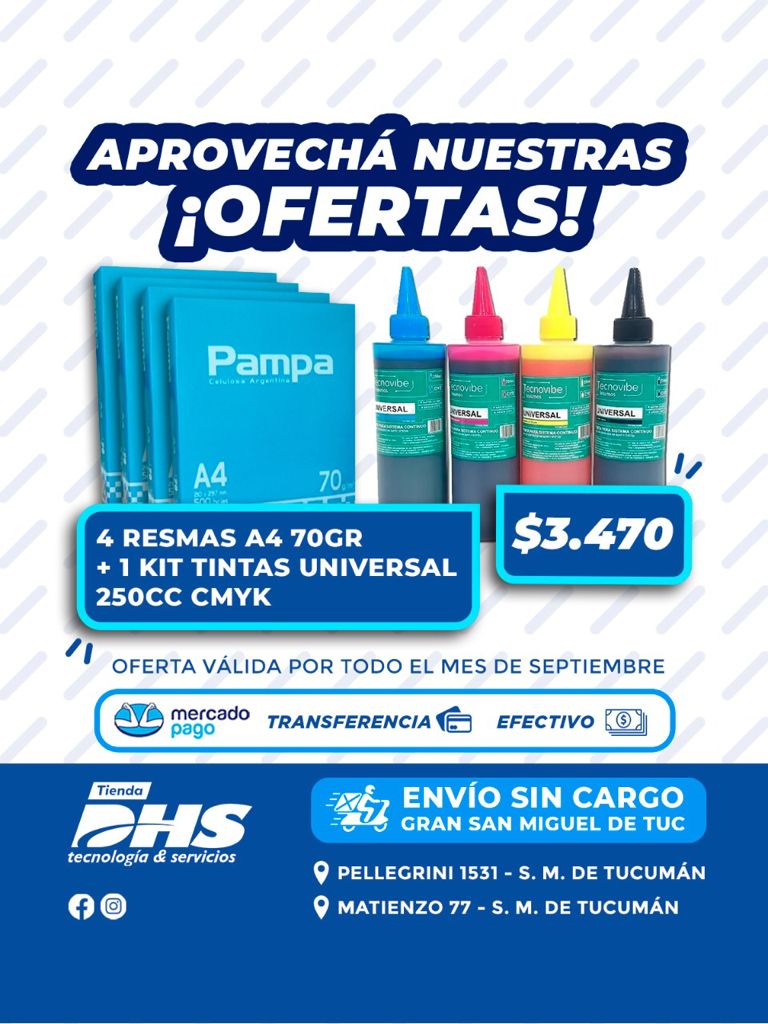 APROVECHÁ NUESTRAS
¡OFERTAS!
Pampa
Celulosa Argentina
A4
70
Tecnovibe
Tecnovibe
Tecnovibe
Tecnovibe
UNIVERSAL
UNIVERSAL
UNIVERSAL
UNIVERSAL
4 RESMAS A4 70GR
+ 1 KIT TINTAS UNIVERSAL
250CC CMYK
$3.470
OFERTA VÁLIDA POR TODO EL MES DE SEPTIEMBRE
mercado
pago
TRANSFERENCIA
EFECTIVO
Tienda
DHS
tecnología & servicios
ENVÍO SIN CARGO
GRAN SAN MIGUEL DE TUC
PELLEGRINI 1531 - S. M. DE TUCUMÁN
MATIENZO 77 - S. M. DE TUCUMÁN